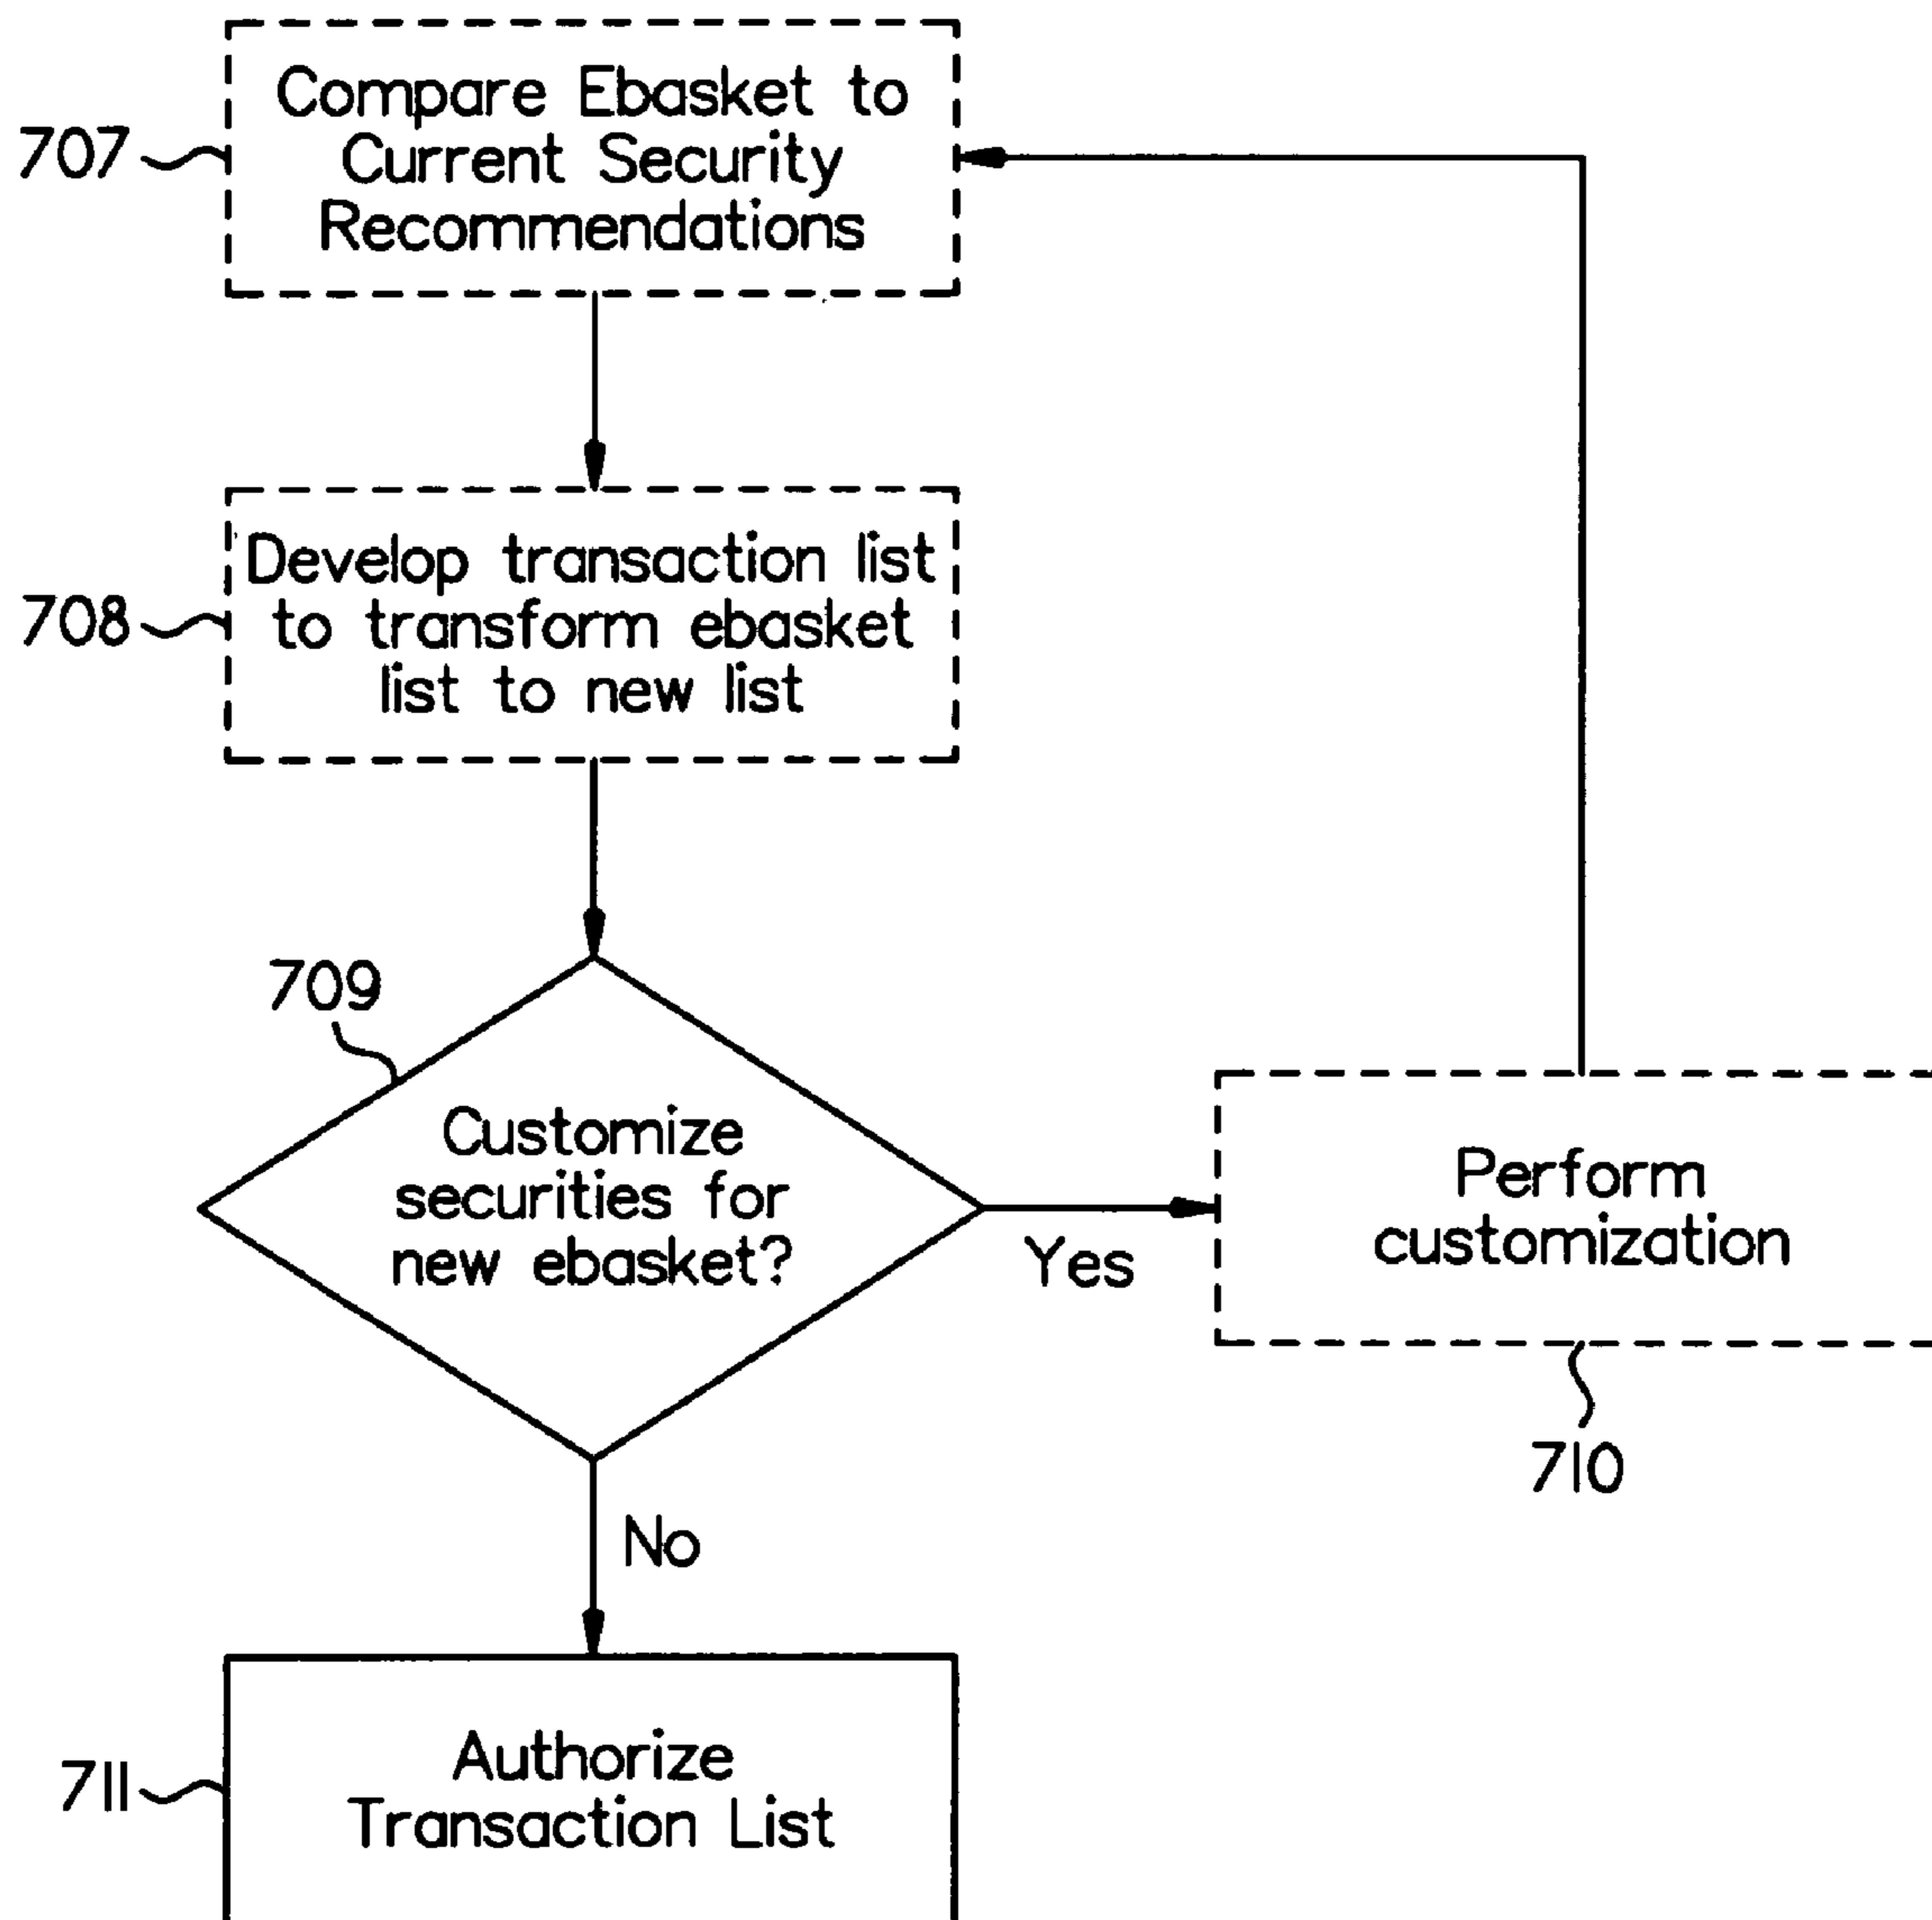 Compare Ebasket to
Current Security
Recommendations
707
Develop transaction list
to transform ebasket
list to new list
708
709
Customize
securities for
new ebasket?
Yes
Perform
customization
710
No
Authorize
Transaction List
711